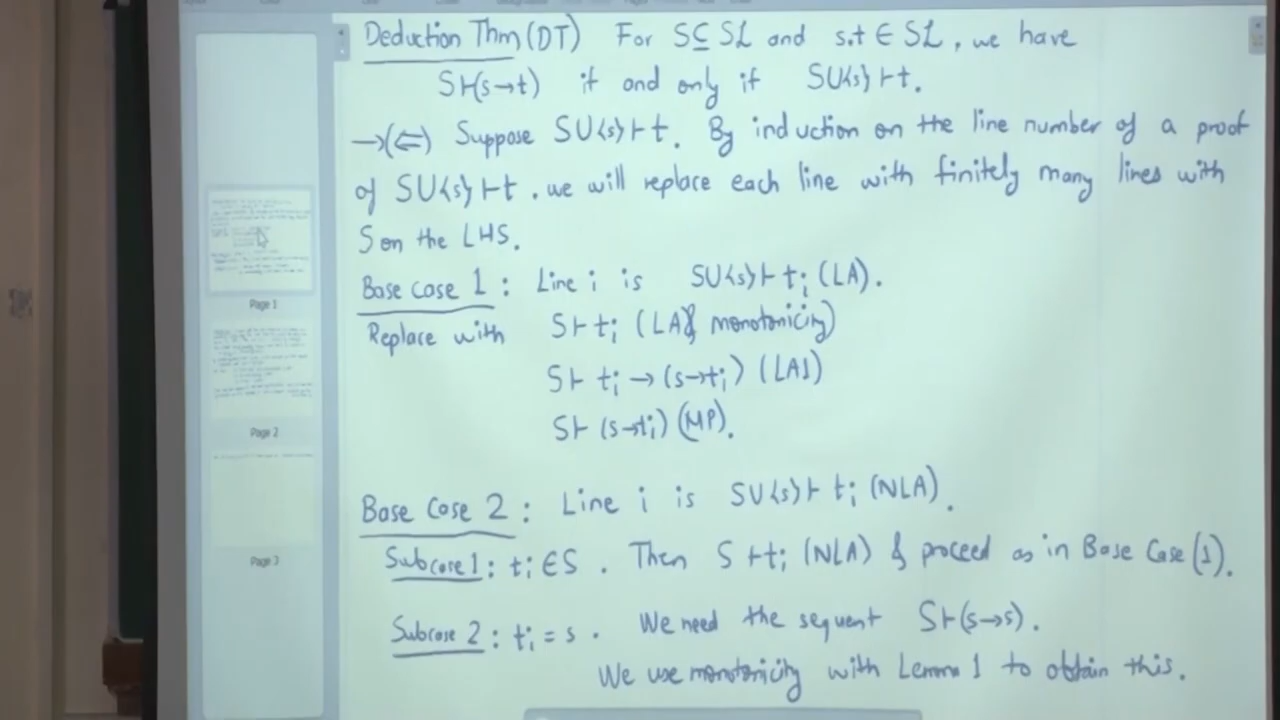 Deduction Thm (DT) For S⊆SL and s,t ∈ SL, we have
S⊢(s→t) if and only if S∪{s}⊢t.
→(⇐) Suppose S∪{s}⊢t. By induction on the line number of a proof
of S∪{s}⊢t, we will replace each line with finitely many lines with
S on the LHS.
Base Case 1: Line i is S∪{s}⊢ti (LA).
Replace with S⊢ti (LA & monotonicity)
S⊢ ti → (s→ti) (LA1)
S⊢ (s→ti) (MP).
Base Case 2: Line i is S∪{s}⊢ ti (NLA).
Subcase 1: ti ∈S. Then S⊢ti (NLA) & proceed as in Base Case (1).
Subcase 2: ti = s. We need the sequent S⊢(s→s).
We use monotonicity with Lemma 1 to obtain this.
Page 1
Page 2
Page 3